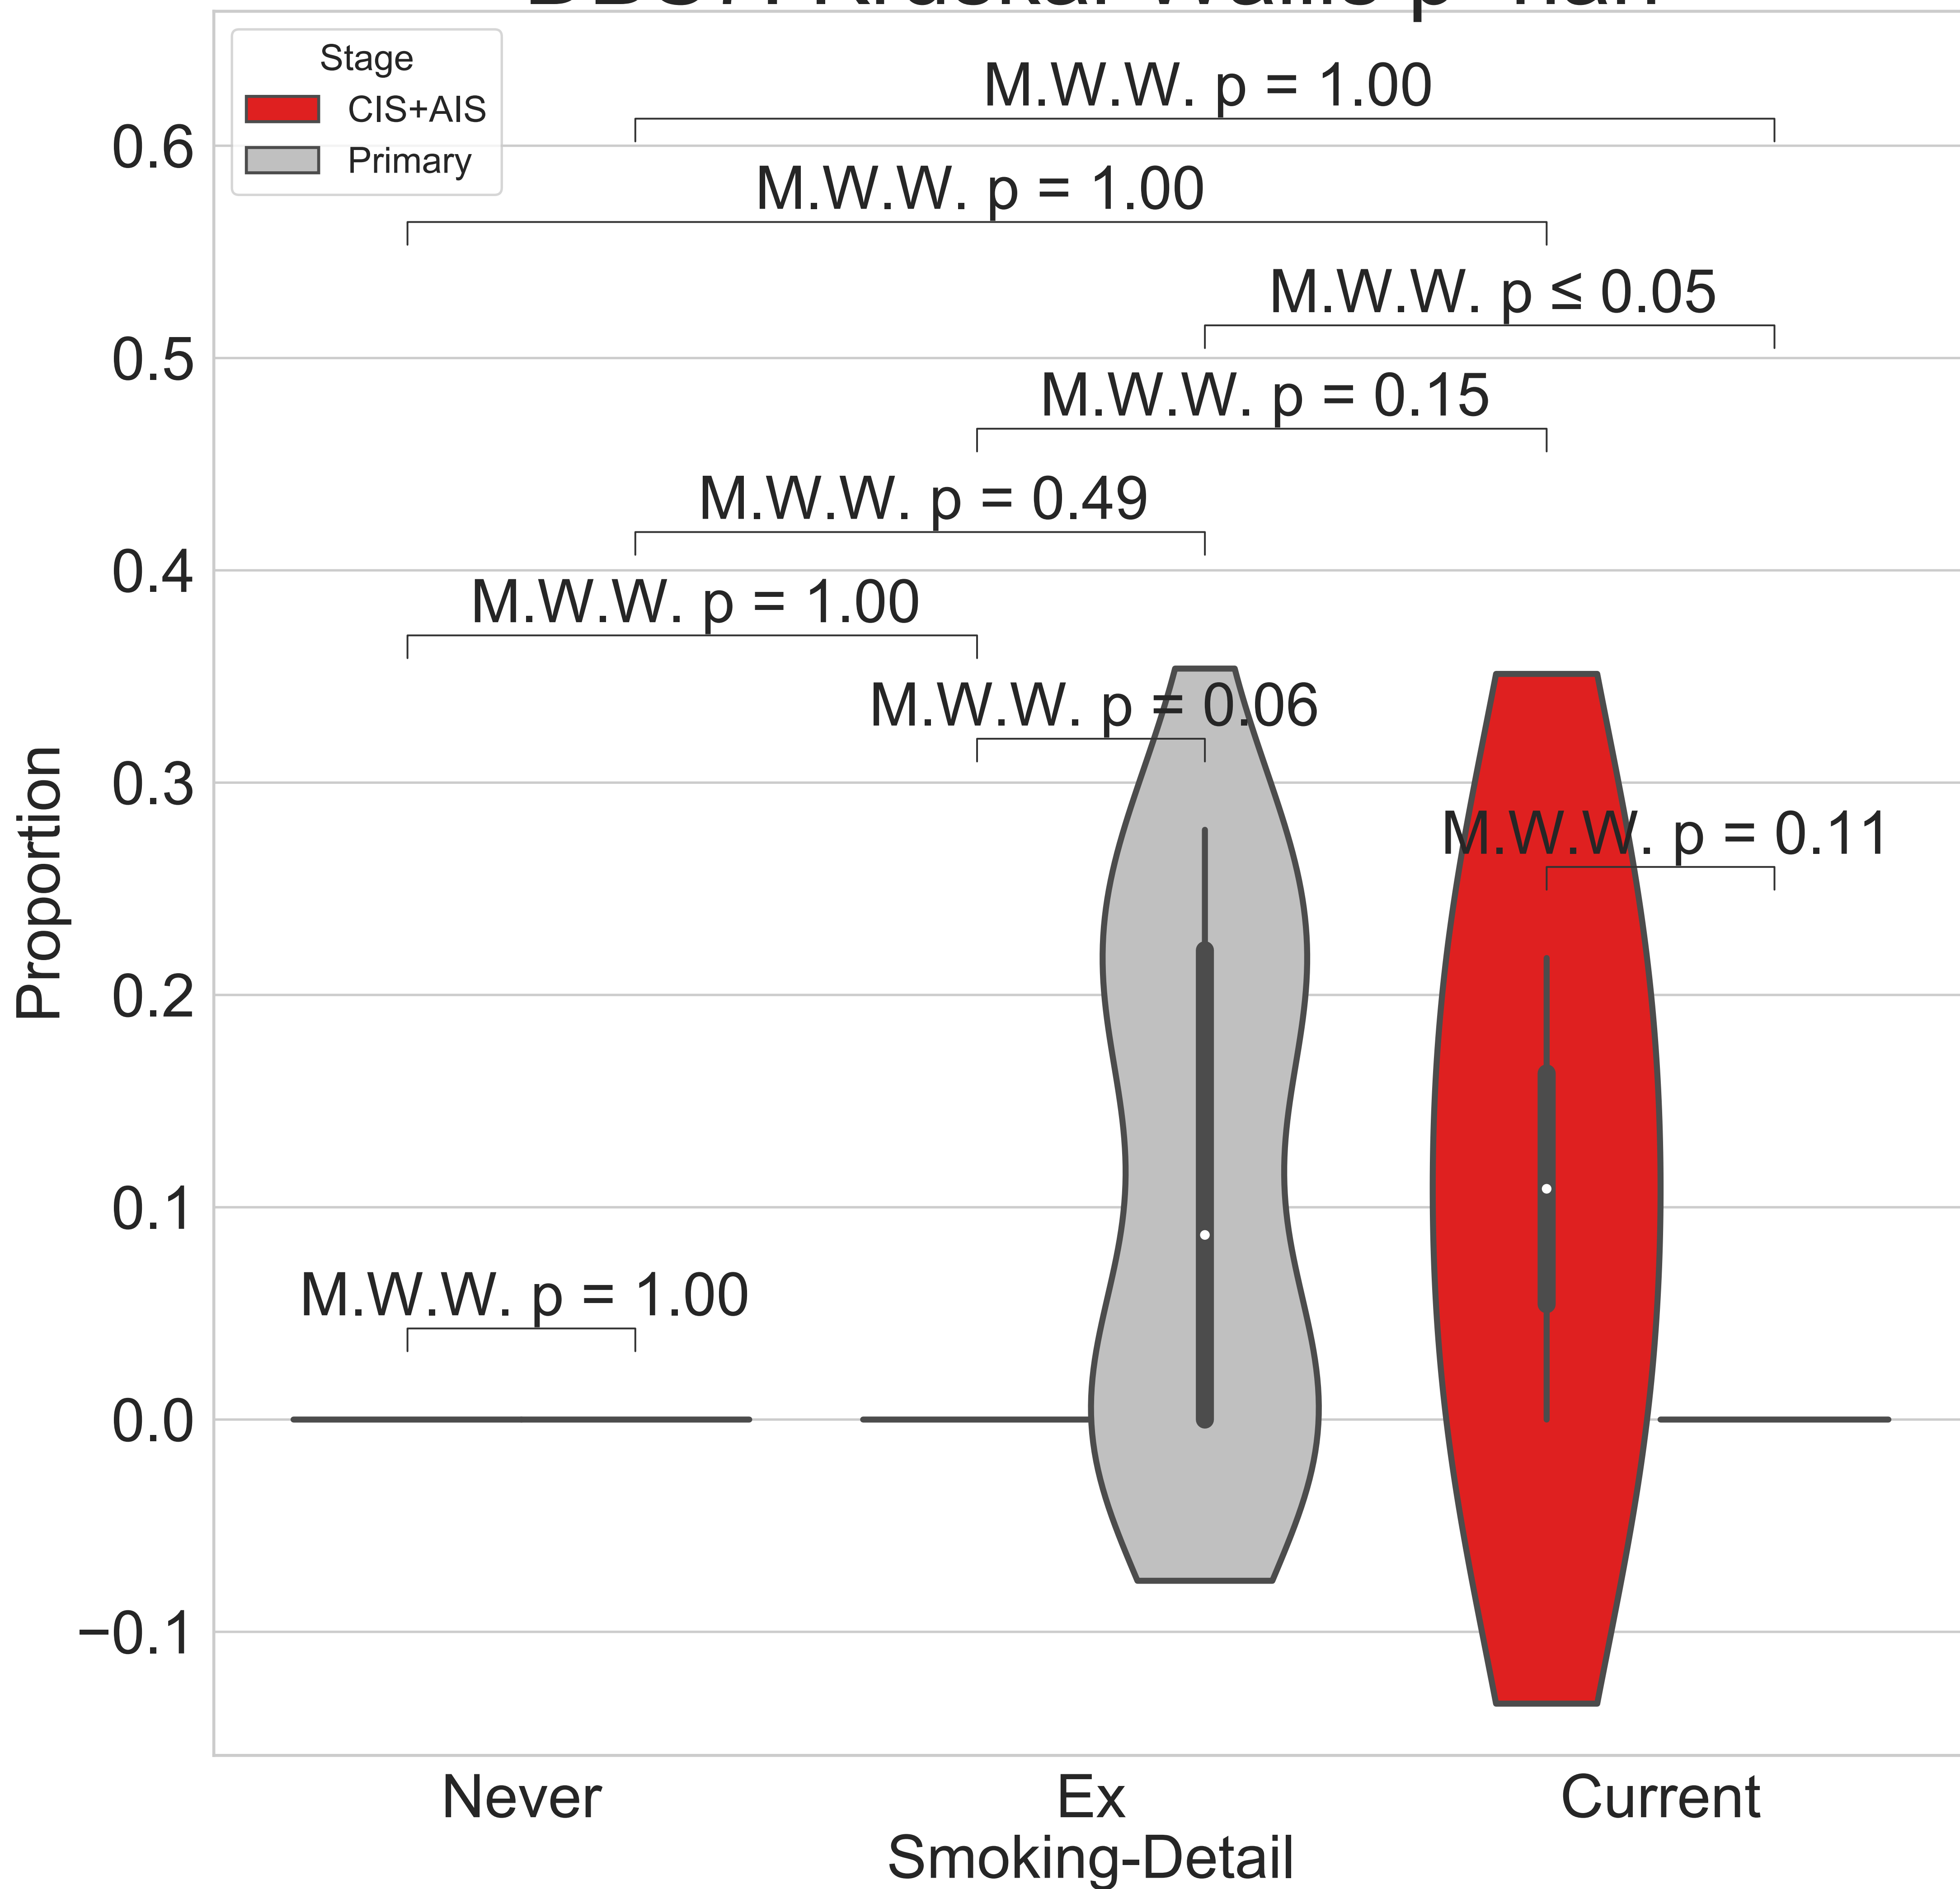 Stage
CIS+AIS
Primary
M.W.W. p = 1.00
M.W.W. p = 1.00
M.W.W. p ≤ 0.05
M.W.W. p = 0.15
M.W.W. p = 0.49
M.W.W. p = 1.00
M.W.W. p = 0.06
M.W.W. p = 0.11
M.W.W. p = 1.00
0.6
0.5
0.4
0.3
0.2
0.1
0.0
−0.1
Proportion
Never
Ex
Current
Smoking-Detail